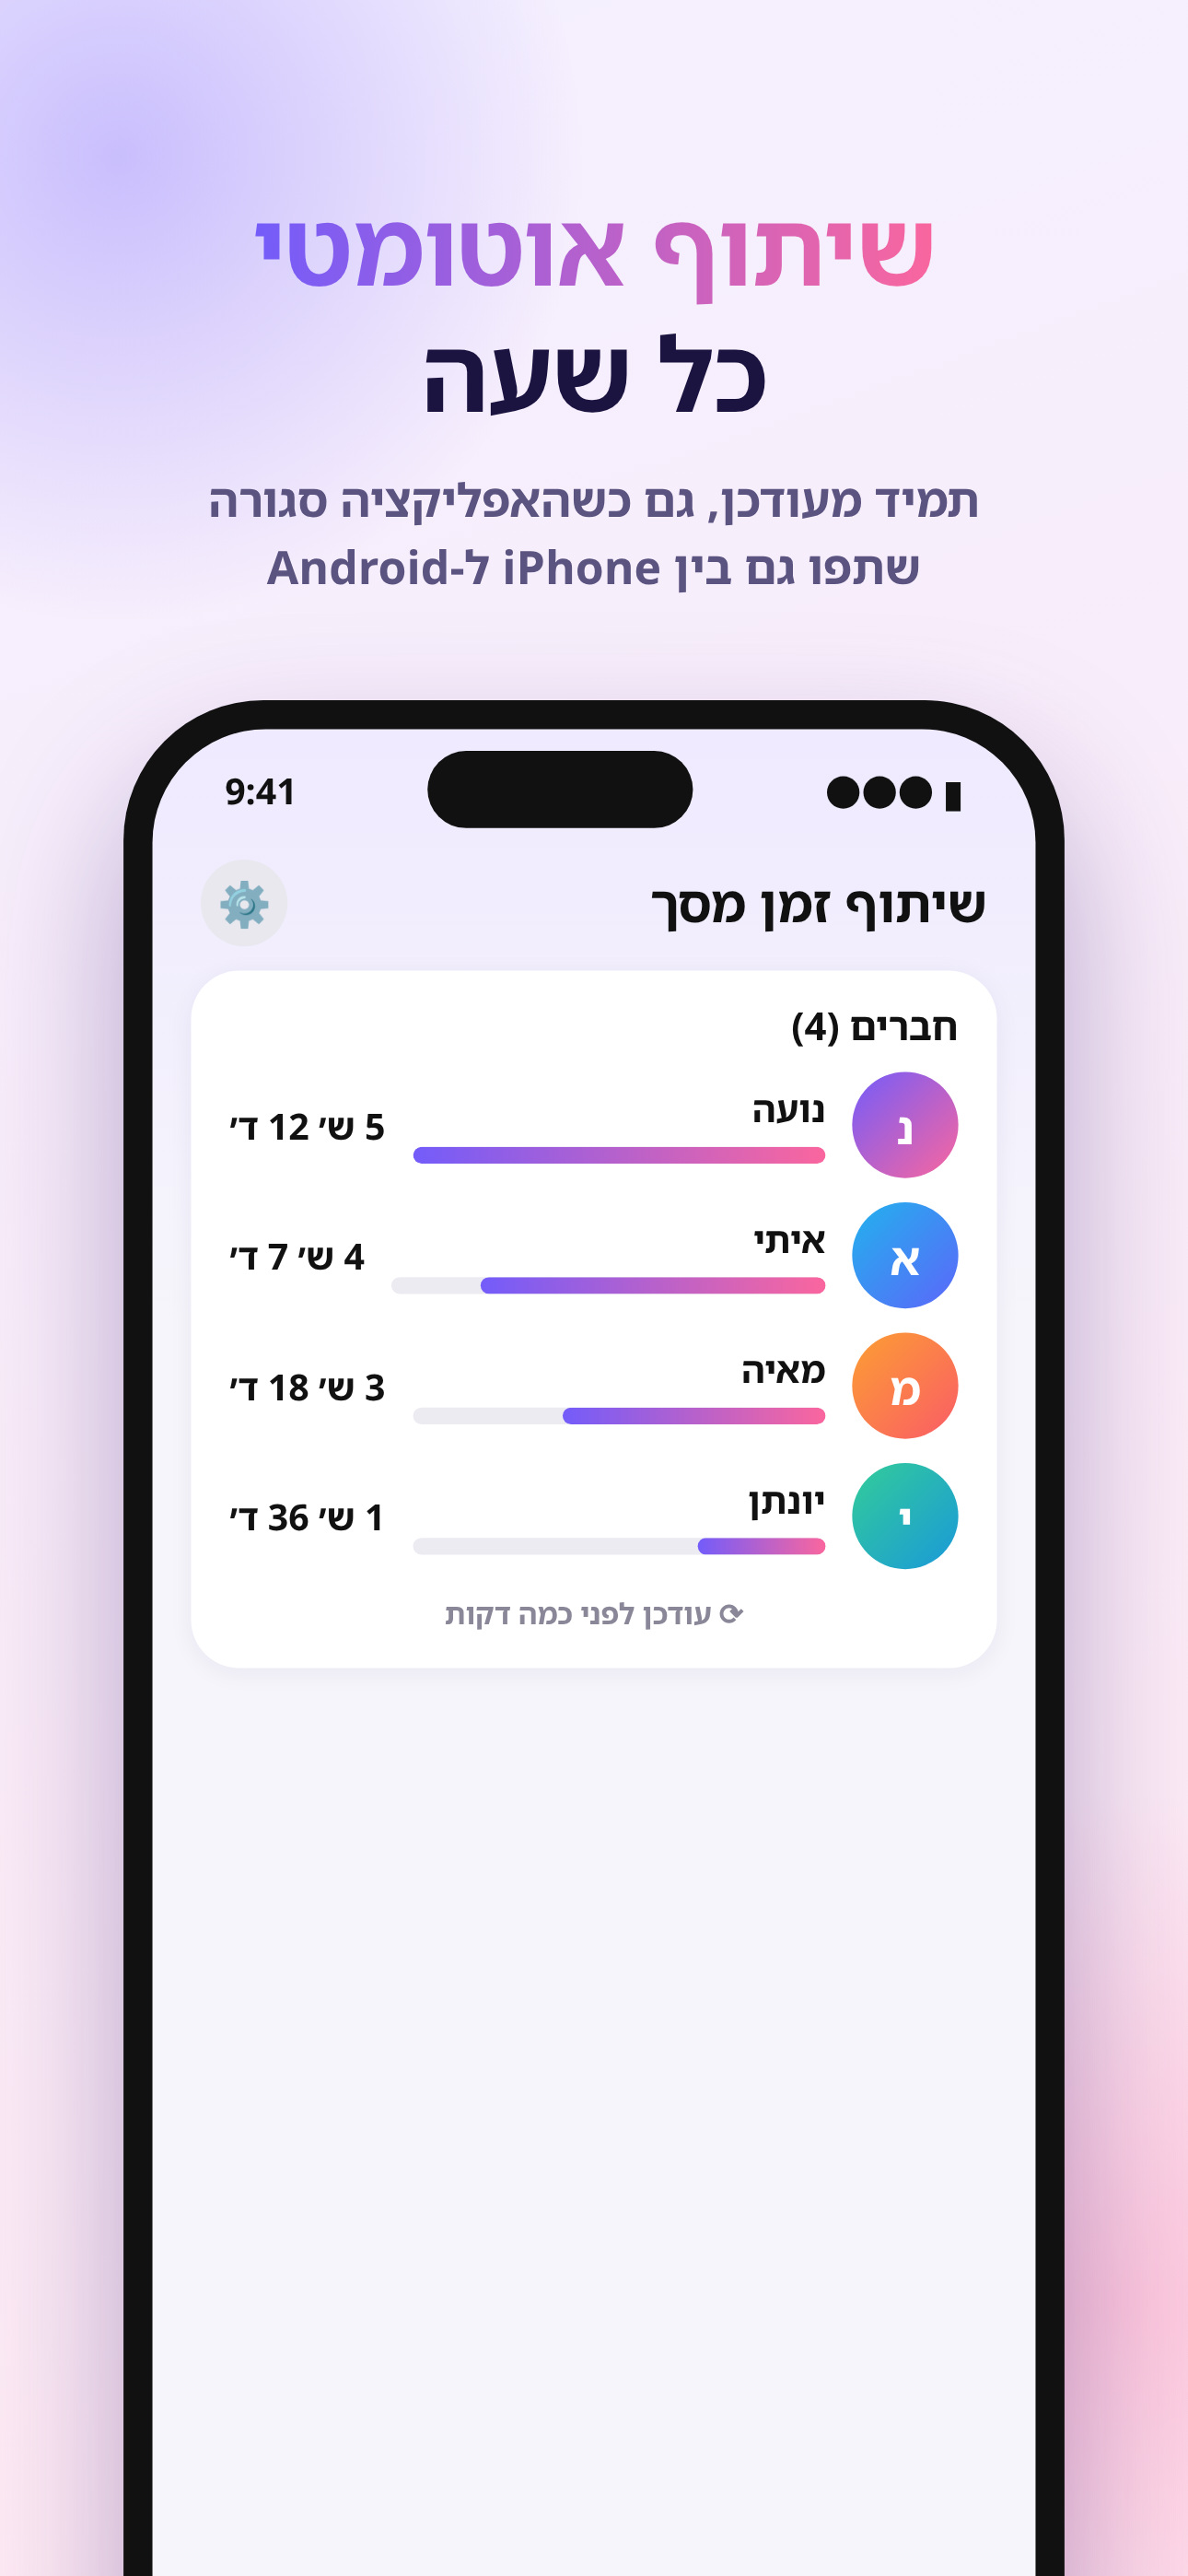 שיתוף אוטומטי
כל שעה
תמיד מעודכן, גם כשהאפליקציה סגורה
שתפו גם בין iPhone ל-Android
9:41
שיתוף זמן מסך
חברים (4)
נ
נועה
5 ש׳ 12 ד׳
א
איתי
4 ש׳ 7 ד׳
מ
מאיה
3 ש׳ 18 ד׳
י
יונתן
1 ש׳ 36 ד׳
⟳ עודכן לפני כמה דקות